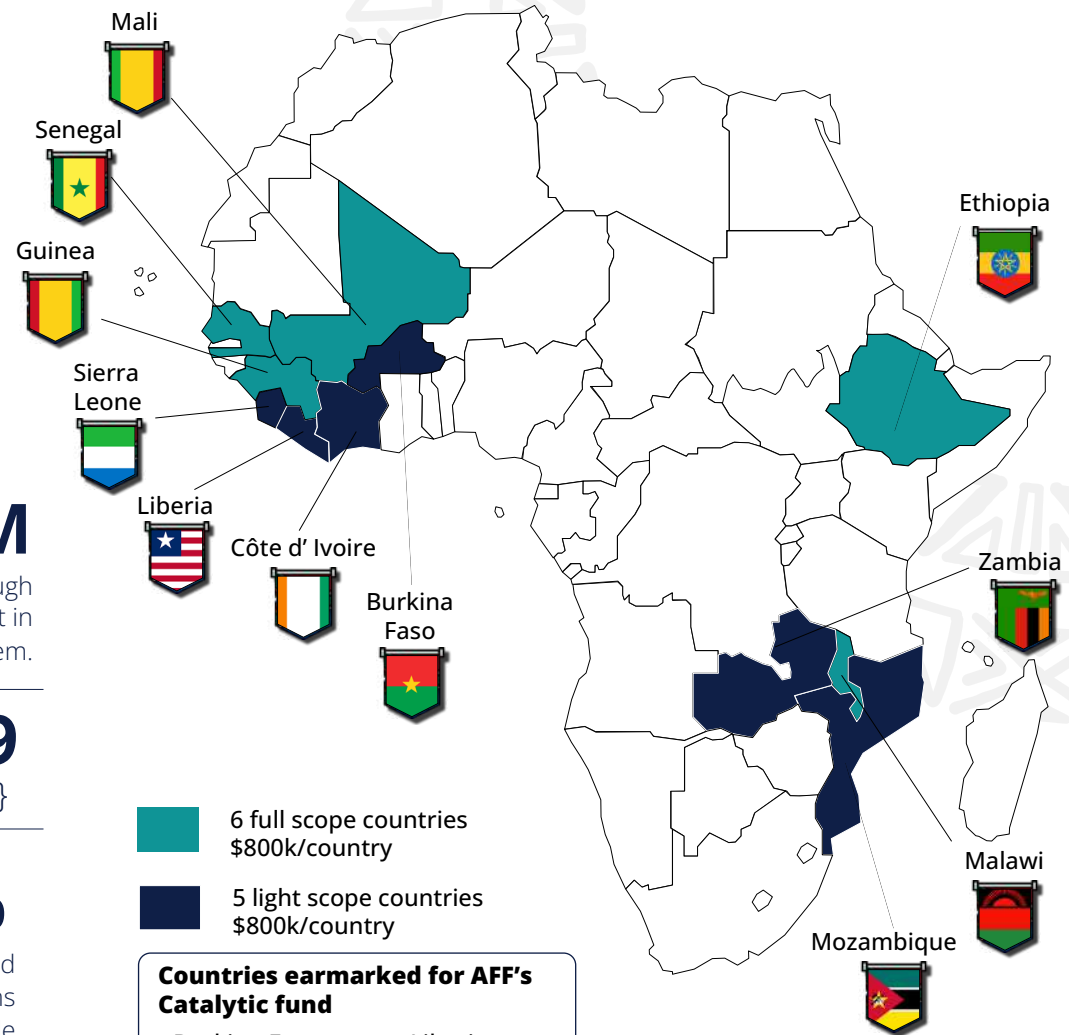 Mali
Senegal
Guinea
Sierra
Leone
Liberia
Côte d’ Ivoire
Burkina
Faso
Ethiopia
Zambia
Malawi
Mozambique
M
ugh
t in
em.
9
}
6 full scope countries
$800k/country
5 light scope countries
$800k/country
d
ns
Countries earmarked for AFF’s
Catalytic fund